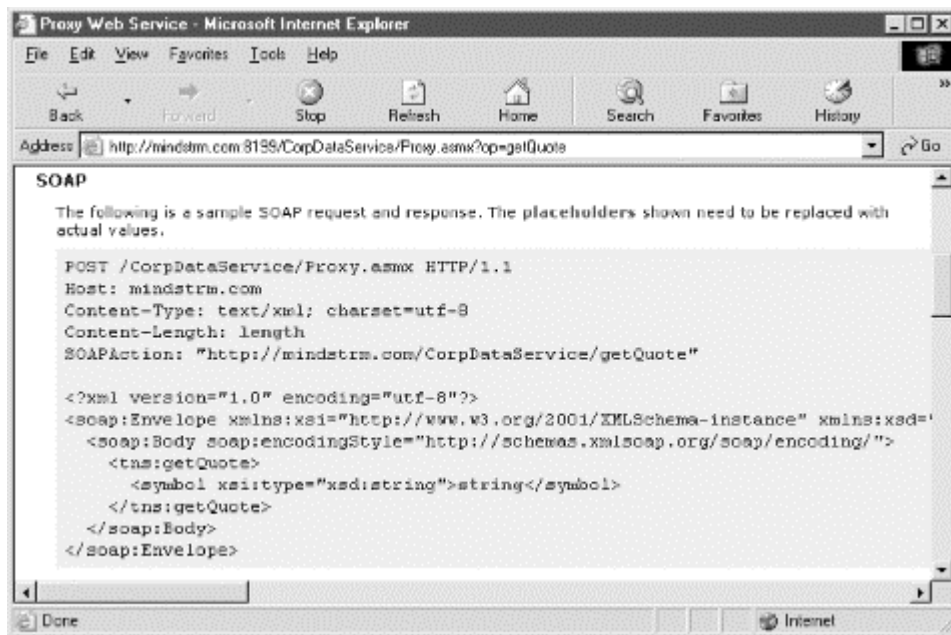 Proxy Web Service - Microsoft Internet Explorer
File Edit View Favorites Tools Help
Back Forward Stop Refresh Home Search Favorites History »
Address http://mindstrm.com:8199/CorpDataService/Proxy.asmx?op=getQuote Go
SOAP
The following is a sample SOAP request and response. The placeholders shown need to be replaced with
actual values.
POST /CorpDataService/Proxy.asmx HTTP/1.1
Host: mindstrm.com
Content-Type: text/xml; charset=utf-8
Content-Length: length
SOAPAction: "http://mindstrm.com/CorpDataService/getQuote"
<?xml version="1.0" encoding="utf-8"?>
<soap:Envelope xmlns:xsi="http://www.w3.org/2001/XMLSchema-instance" xmlns:xsd="
<soap:Body soap:encodingStyle="http://schemas.xmlsoap.org/soap/encoding/">
<tns:getQuote>
<symbol xsi:type="xsd:string">string</symbol>
</tns:getQuote>
</soap:Body>
</soap:Envelope>
Done Internet